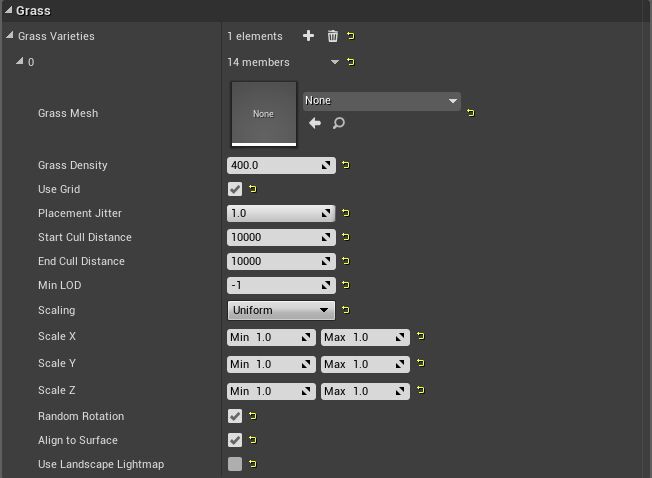 Grass
Grass Varieties 1 elements
0 14 members
Grass Mesh None None
Grass Density 400.0
Use Grid
Placement Jitter 1.0
Start Cull Distance 10000
End Cull Distance 10000
Min LOD -1
Scaling Uniform
Scale X Min 1.0 Max 1.0
Scale Y Min 1.0 Max 1.0
Scale Z Min 1.0 Max 1.0
Random Rotation
Align to Surface
Use Landscape Lightmap